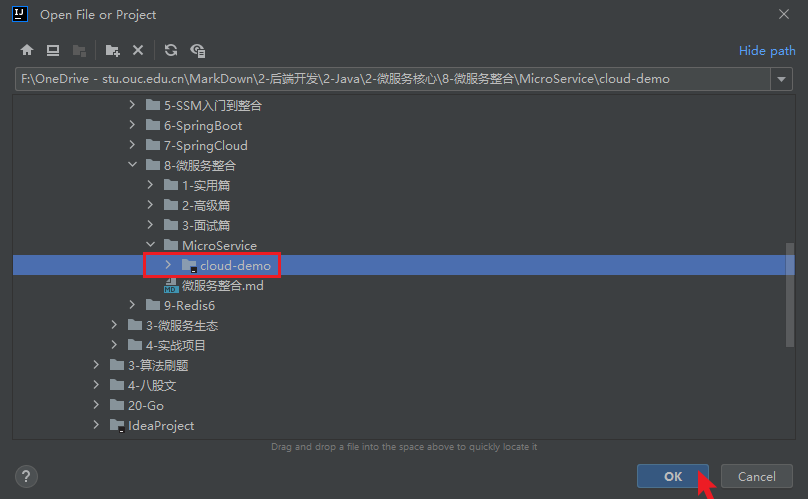 IJ
Open File or Project
Hide path
F:\OneDrive - stu.ouc.edu.cn\MarkDown\2-后端开发\2-Java\2-微服务核心\8-微服务整合\MicroService\cloud-demo
5-SSM入门到整合
6-SpringBoot
7-SpringCloud
8-微服务整合
1-实用篇
2-高级篇
3-面试篇
MicroService
cloud-demo
MD 微服务整合.md
9-Redis6
3-微服务生态
4-实战项目
3-算法刷题
4-八股文
20-Go
IdeaProject
Drag and drop a file into the space above to quickly locate it
? OK Cancel